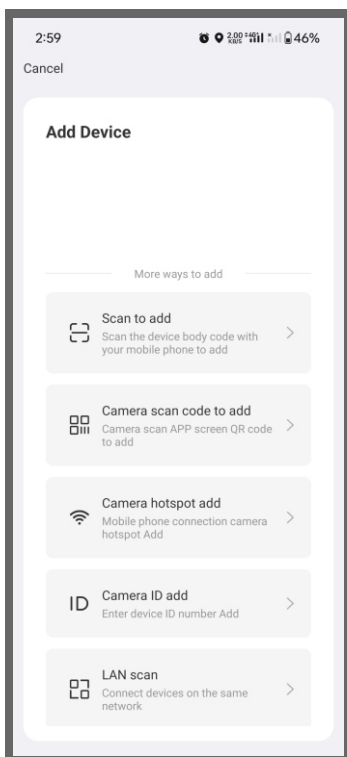 2:59
2.00 KB/S 46%
Cancel
Add Device
More ways to add
Scan to add
Scan the device body code with
your mobile phone to add
Camera scan code to add
Camera scan APP screen QR code
to add
Camera hotspot add
Mobile phone connection camera
hotspot Add
ID
Camera ID add
Enter device ID number Add
LAN scan
Connect devices on the same
network